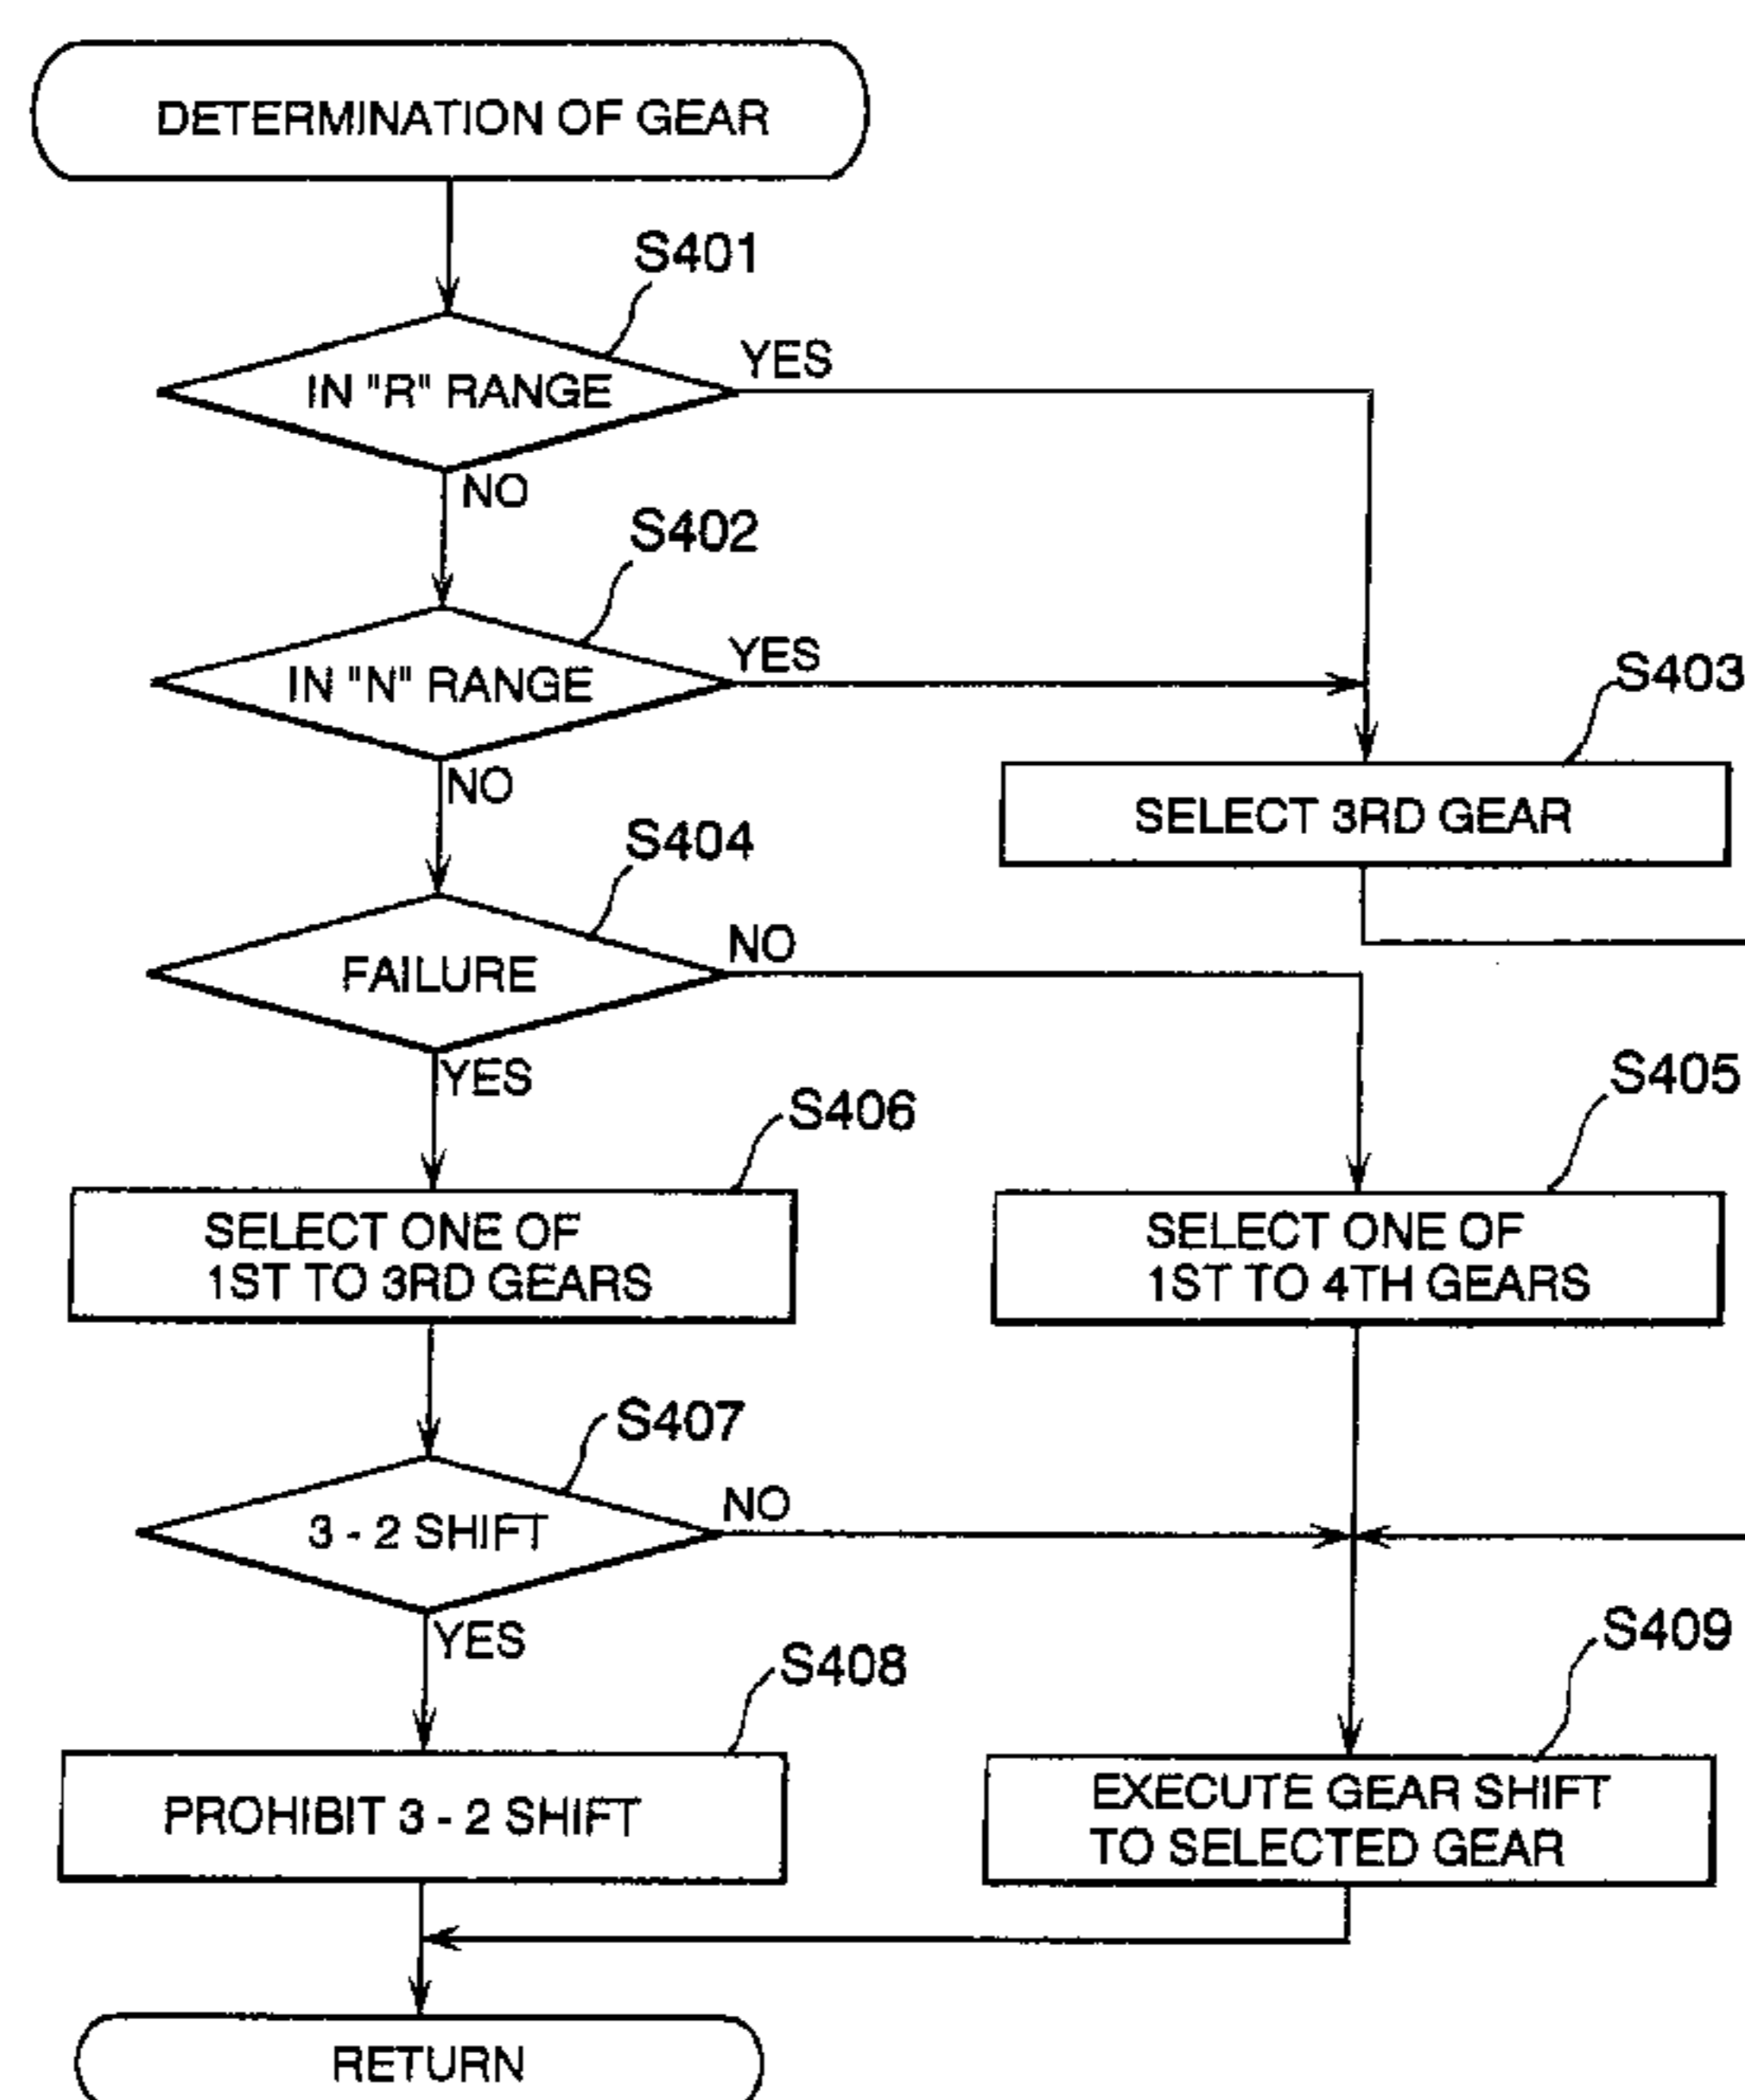 DETERMINATION OF GEAR
S401
IN "R" RANGE
YES
NO
S402
IN "N" RANGE
YES
NO
S403
SELECT 3RD GEAR
S404
FAILURE
NO
YES
S405
SELECT ONE OF
1ST TO 4TH GEARS
S406
SELECT ONE OF
1ST TO 3RD GEARS
S407
3 - 2 SHIFT
NO
YES
S408
PROHIBIT 3 - 2 SHIFT
S409
EXECUTE GEAR SHIFT
TO SELECTED GEAR
RETURN